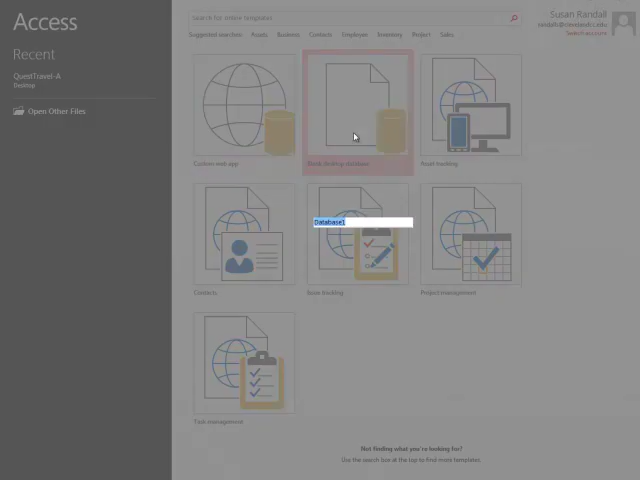 Access
Recent
QuestTravel-A
Desktop
Open Other Files
Search for online templates
Suggested searches: Assets Business Contacts Employee Inventory Project Sales
Susan Randall
Switch account
Custom web app
Blank desktop database
Asset tracking
Database1
Contacts
Issue tracking
Project management
Task management
Not finding what you're looking for?
Use the search box at the top to find more templates.